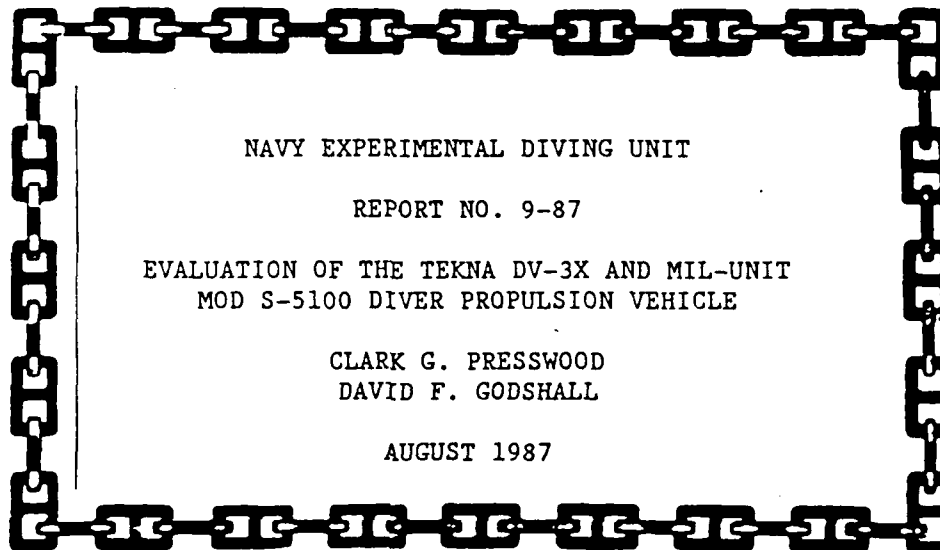 NAVY EXPERIMENTAL DIVING UNIT
REPORT NO. 9-87
EVALUATION OF THE TEKNA DV-3X AND MIL-UNIT
MOD S-5100 DIVER PROPULSION VEHICLE
CLARK G. PRESSWOOD
DAVID F. GODSHALL
AUGUST 1987